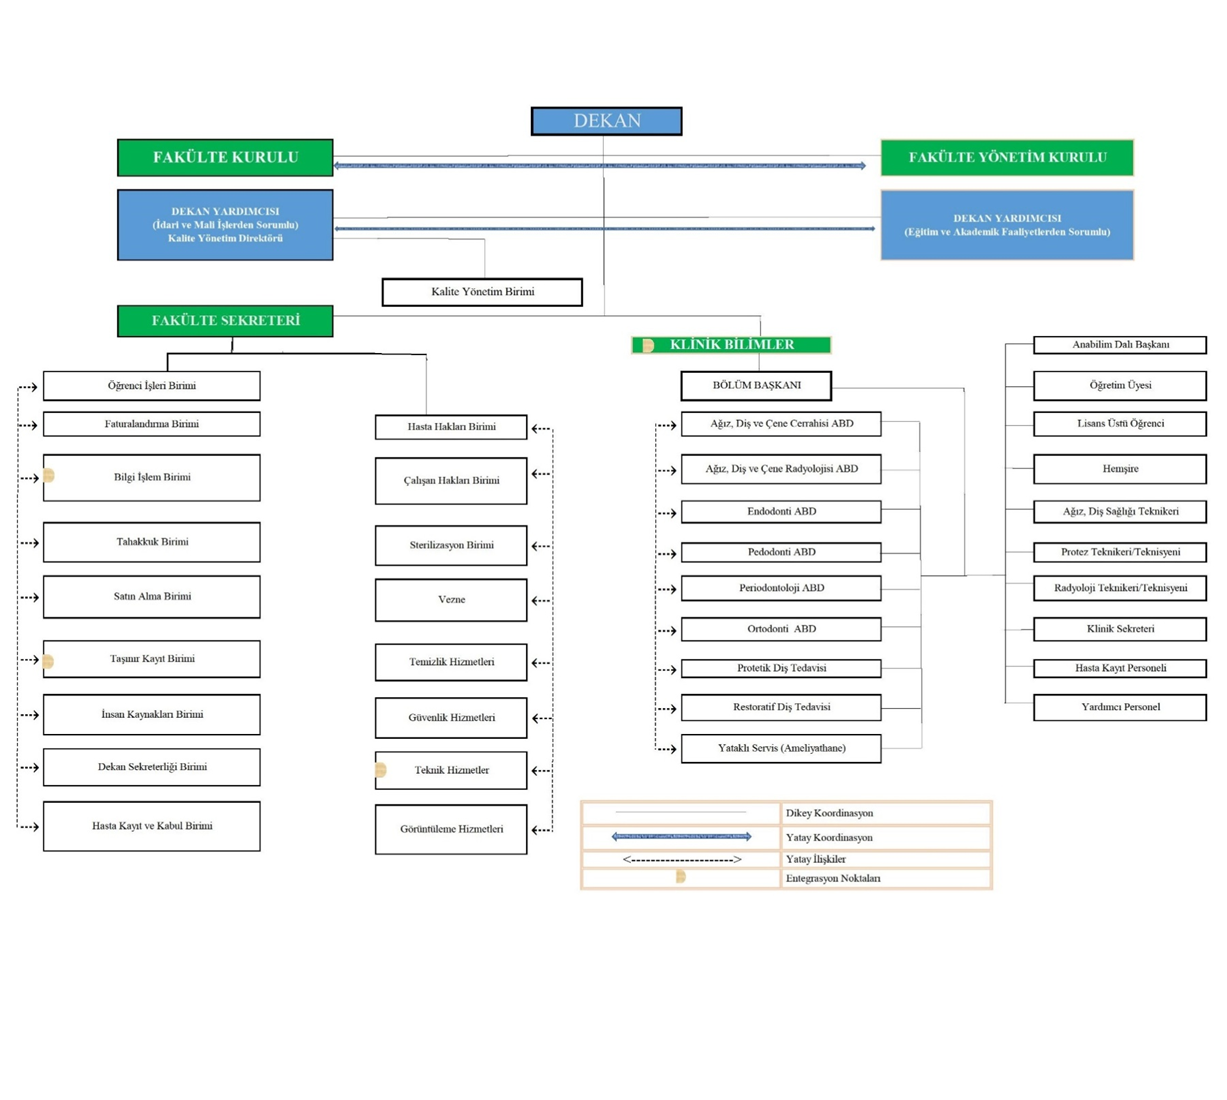 DEKAN
FAKÜLTE KURULU
FAKÜLTE YÖNETİM KURULU
DEKAN YARDIMCISI
(İdari ve Mali İşlerden Sorumlu)
Kalite Yönetim Direktörü
DEKAN YARDIMCISI
(Eğitim ve Akademik Faaliyetlerden Sorumlu)
Kalite Yönetim Birimi
FAKÜLTE SEKRETERİ
KLİNİK BİLİMLER
BÖLÜM BAŞKANI
Öğrenci İşleri Birimi
Faturalandırma Birimi
Bilgi İşlem Birimi
Tahakkuk Birimi
Satın Alma Birimi
Taşınır Kayıt Birimi
İnsan Kaynakları Birimi
Dekan Sekreterliği Birimi
Hasta Kayıt ve Kabul Birimi
Hasta Hakları Birimi
Çalışan Hakları Birimi
Sterilizasyon Birimi
Vezne
Temizlik Hizmetleri
Güvenlik Hizmetleri
Teknik Hizmetler
Görüntüleme Hizmetleri
Ağız, Diş ve Çene Cerrahisi ABD
Ağız, Diş ve Çene Radyolojisi ABD
Endodonti ABD
Pedodonti ABD
Periodontoloji ABD
Ortodonti ABD
Protetik Diş Tedavisi
Restoratif Diş Tedavisi
Yataklı Servis (Ameliyathane)
Anabilim Dalı Başkanı
Öğretim Üyesi
Lisans Üstü Öğrenci
Hemşire
Ağız, Diş Sağlığı Teknikeri
Protez Teknikeri/Teknisyeni
Radyoloji Teknikeri/Teknisyeni
Klinik Sekreteri
Hasta Kayıt Personeli
Yardımcı Personel
Dikey Koordinasyon
Yatay Koordinasyon
Yatay İlişkiler
Entegrasyon Noktaları